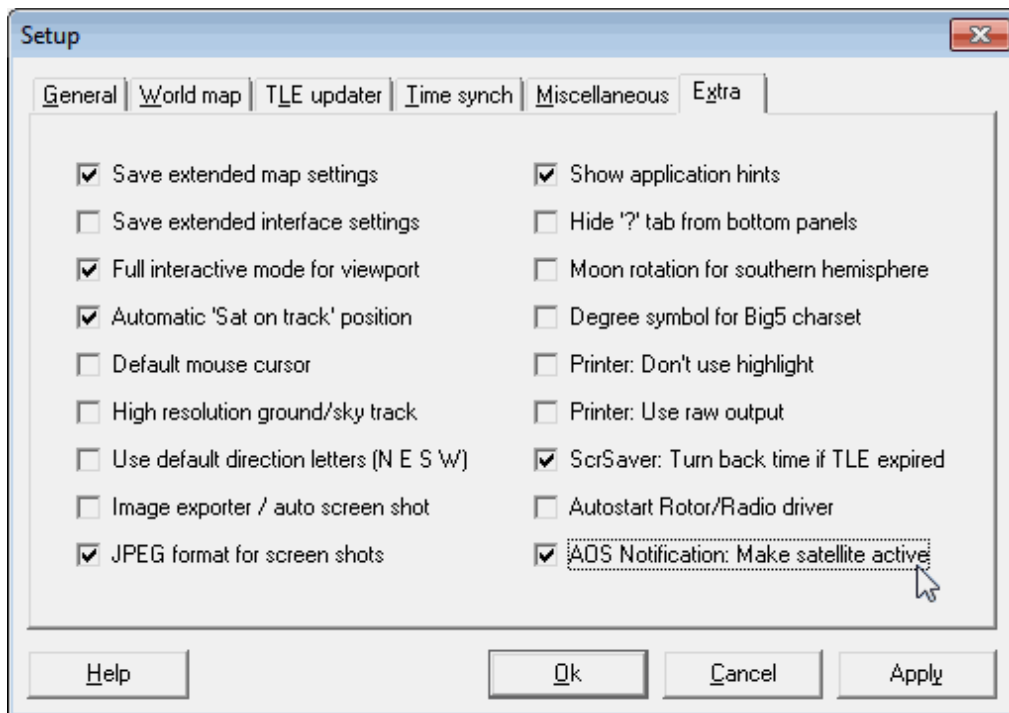 Setup
General World map TLE updater Time synch Miscellaneous Extra
Save extended map settings
Save extended interface settings
Full interactive mode for viewport
Automatic 'Sat on track' position
Default mouse cursor
High resolution ground/sky track
Use default direction letters (N E S W)
Image exporter / auto screen shot
JPEG format for screen shots
Show application hints
Hide '?' tab from bottom panels
Moon rotation for southern hemisphere
Degree symbol for Big5 charset
Printer: Don't use highlight
Printer: Use raw output
ScrSaver: Turn back time if TLE expired
Autostart Rotor/Radio driver
AOS Notification: Make satellite active
Help Ok Cancel Apply